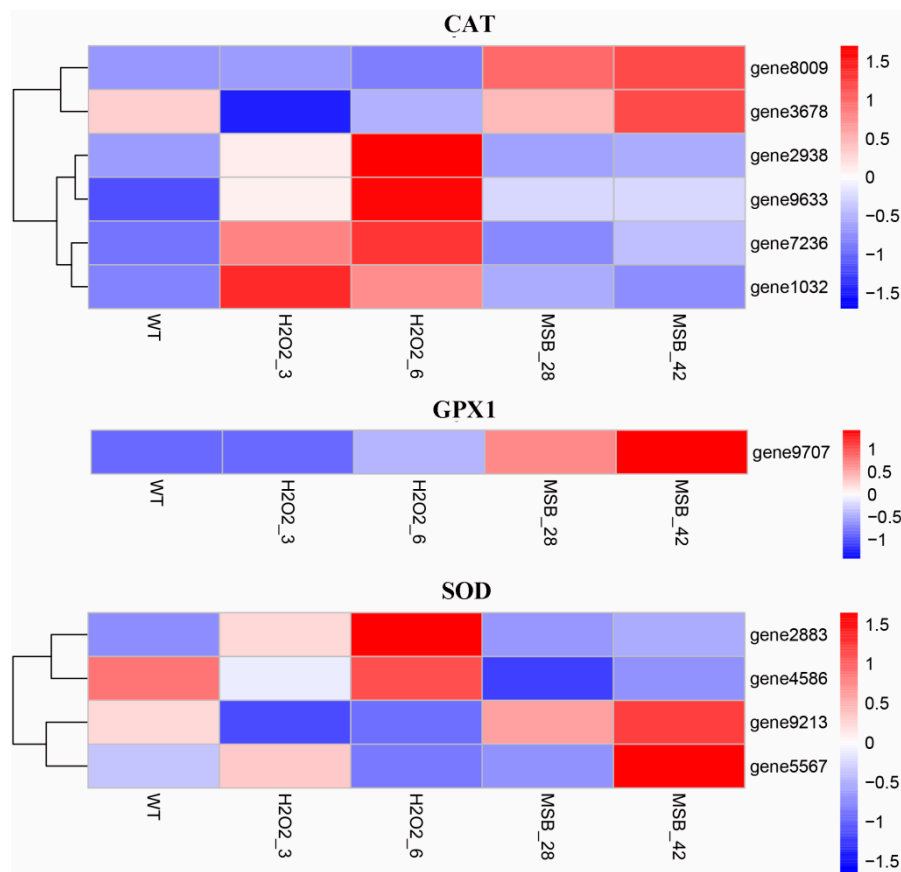 CAT
gene8009
gene3678
gene2938
gene9633
gene7236
gene1032
1.5
1
0.5
0
−0.5
−1
−1.5
WT
H2O2_3
H2O2_6
MSB_28
MSB_42
GPX1
gene9707
1
0.5
0
−0.5
−1
WT
H2O2_3
H2O2_6
MSB_28
MSB_42
SOD
gene2883
gene4586
gene9213
gene5567
1.5
1
0.5
0
−0.5
−1
−1.5
WT
H2O2_3
H2O2_6
MSB_28
MSB_42